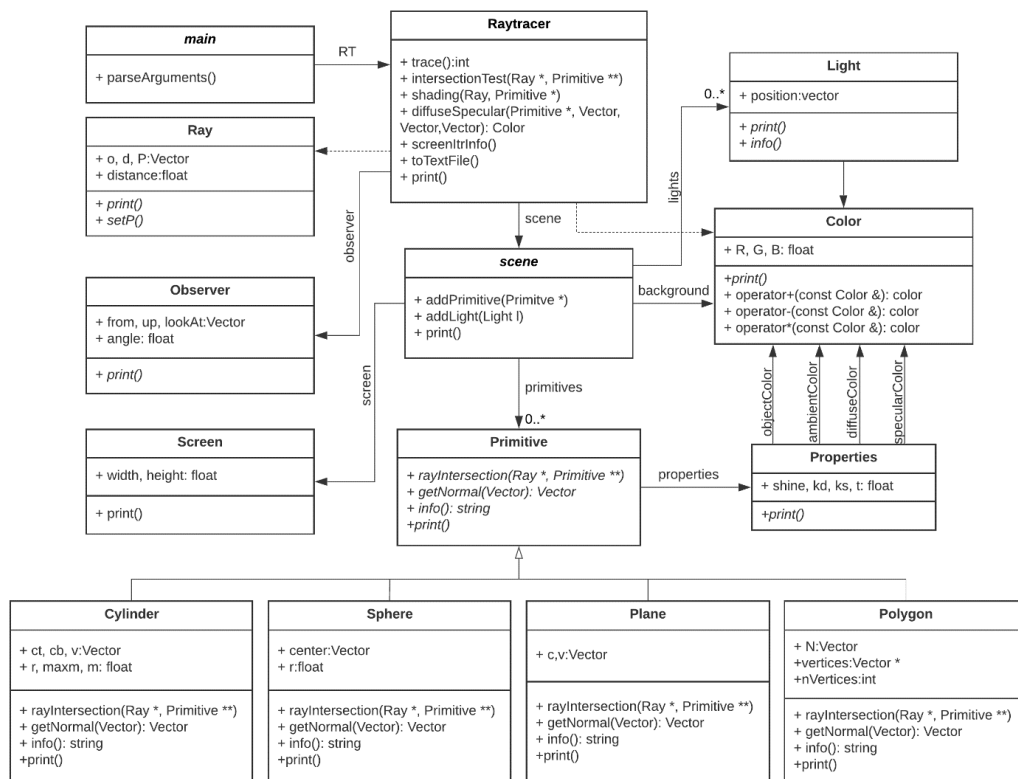 main
+ parseArguments()
RT
Raytracer
+ trace():int
+ intersectionTest(Ray *, Primitive **)
+ shading(Ray, Primitive *)
+ diffuseSpecular(Primitive *, Vector,
Vector,Vector): Color
+ screenItrInfo()
+ toTextFile()
+ print()
Light
+ position:vector
+ print()
+ info()
0..*
lights
Ray
+ o, d, P:Vector
+ distance:float
+ print()
+ setP()
observer
scene
Color
+ R, G, B: float
+print()
+ operator+(const Color &): color
+ operator-(const Color &): color
+ operator*(const Color &): color
scene
+ addPrimitive(Primitve *)
+ addLight(Light l)
+ print()
background
Observer
+ from, up, lookAt:Vector
+ angle: float
+ print()
screen
primitives
0..*
objectColor
ambientColor
diffuseColor
specularColor
Screen
+ width, height: float
+ print()
Primitive
+ rayIntersection(Ray *, Primitive **)
+ getNormal(Vector): Vector
+ info(): string
+print()
properties
Properties
+ shine, kd, ks, t: float
+print()
Cylinder
+ ct, cb, v:Vector
+ r, maxm, m: float
+ rayIntersection(Ray *, Primitive **)
+ getNormal(Vector): Vector
+ info(): string
+print()
Sphere
+ center:Vector
+ r:float
+ rayIntersection(Ray *, Primitive **)
+ getNormal(Vector): Vector
+ info(): string
+print()
Plane
+ c,v:Vector
+ rayIntersection(Ray *, Primitive **)
+ getNormal(Vector): Vector
+ info(): string
+print()
Polygon
+ N:Vector
+vertices:Vector *
+nVertices:int
+ rayIntersection(Ray *, Primitive **)
+ getNormal(Vector): Vector
+ info(): string
+print()